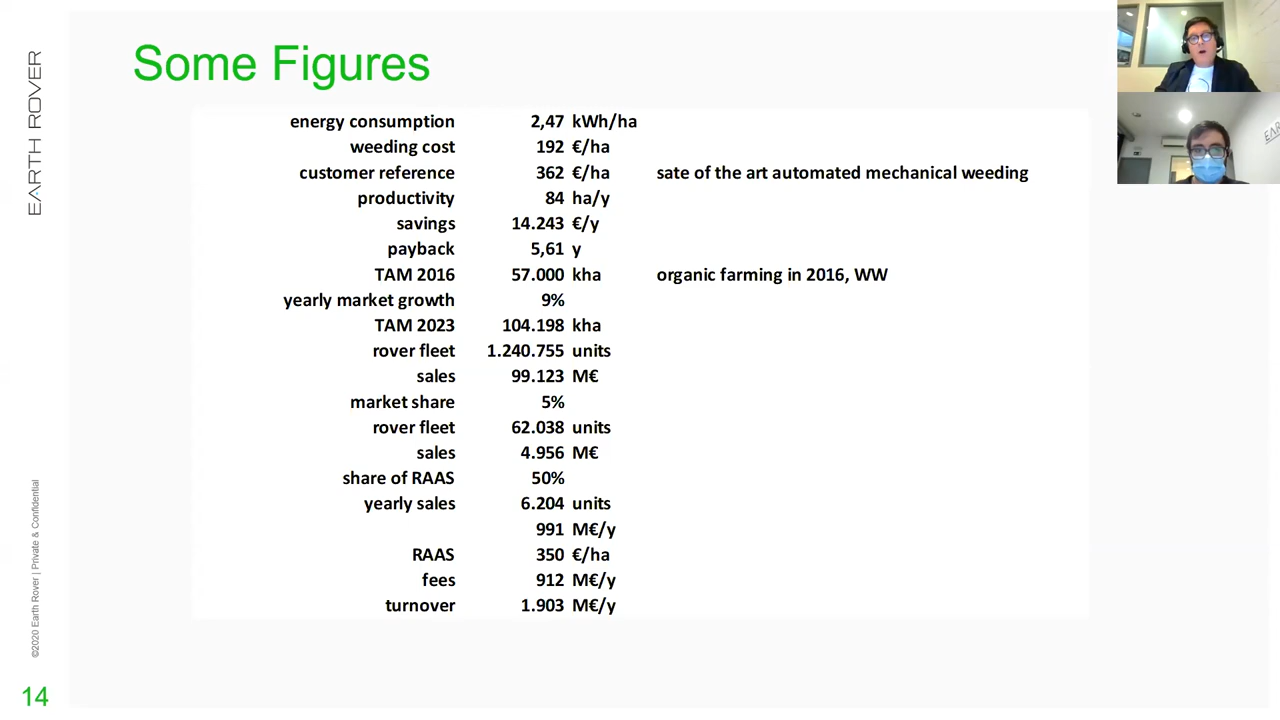 Some Figures
EARTH ROVER
energy consumption 2,47 kWh/ha
weeding cost 192 €/ha
customer reference 362 €/ha sate of the art automated mechanical weeding
productivity 84 ha/y
savings 14.243 €/y
payback 5,61 y
TAM 2016 57.000 kha organic farming in 2016, WW
yearly market growth 9%
TAM 2023 104.198 kha
rover fleet 1.240.755 units
sales 99.123 M€
market share 5%
rover fleet 62.038 units
sales 4.956 M€
share of RAAS 50%
yearly sales 6.204 units
991 M€/y
RAAS 350 €/ha
fees 912 M€/y
turnover 1.903 M€/y
©2020 Earth Rover | Private & Confidential
14